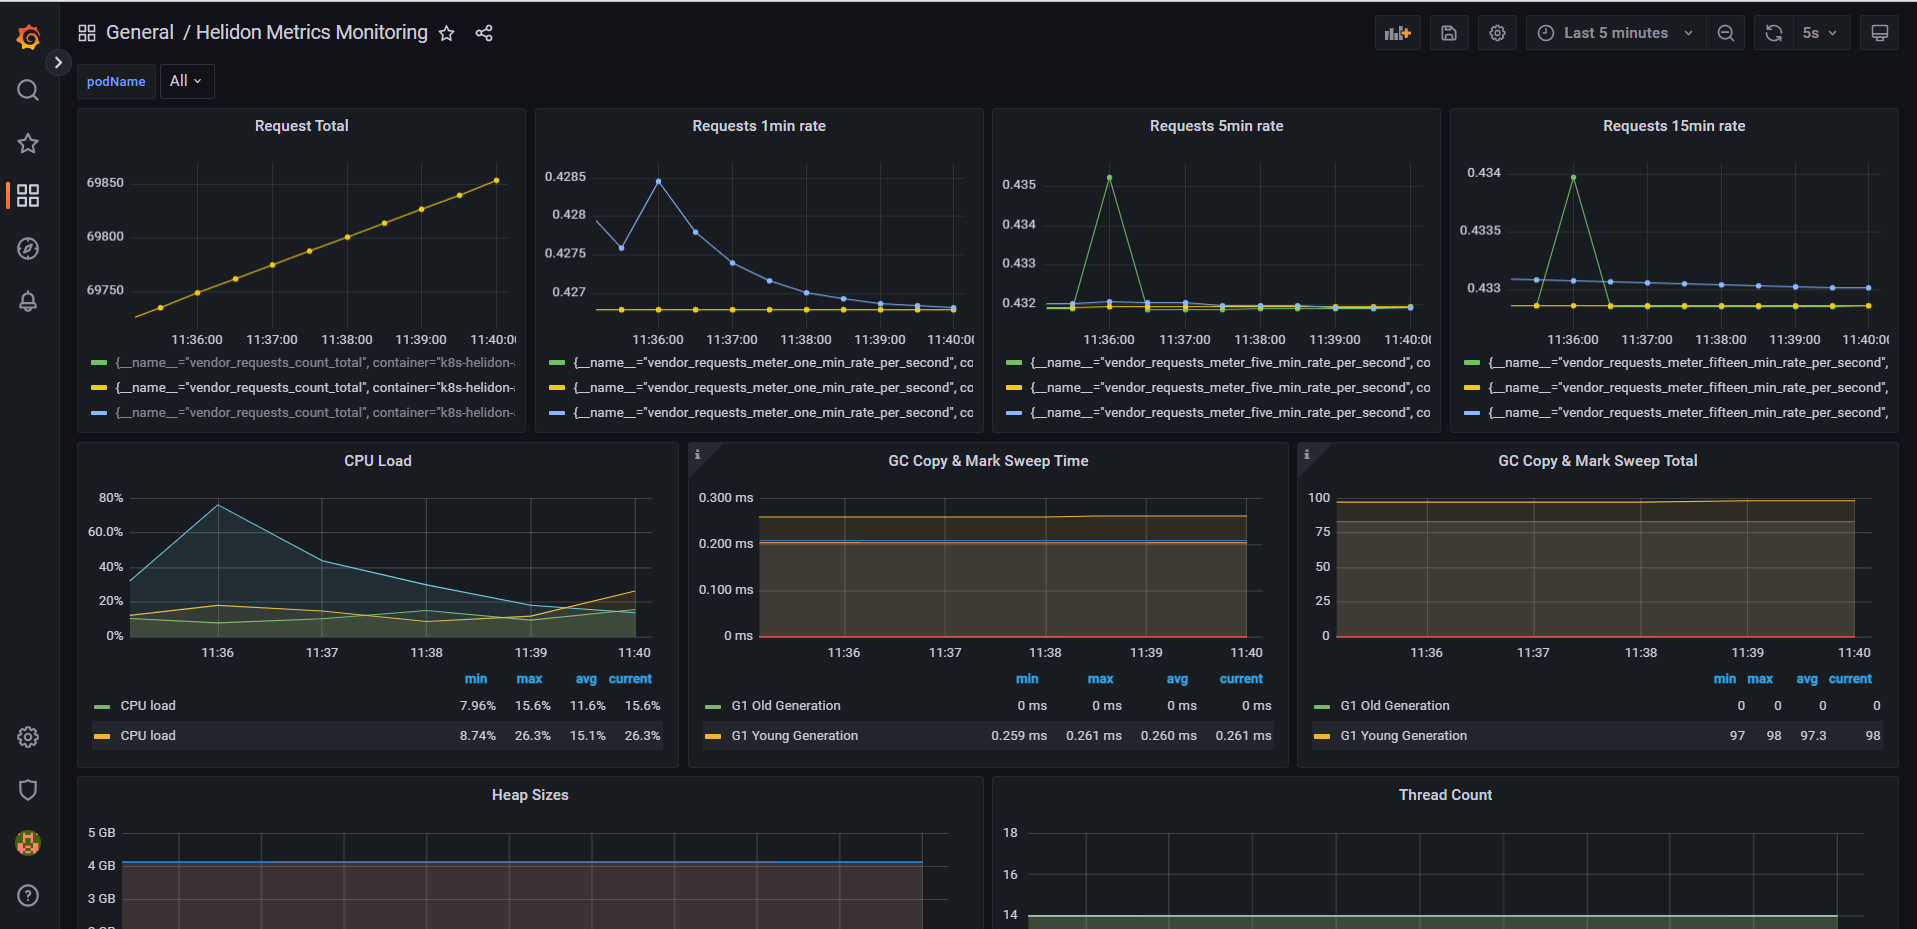 General / Helidon Metrics Monitoring
Last 5 minutes
5s
podName
All
Request Total
69850
69800
69750
11:36:00 11:37:00 11:38:00 11:39:00 11:40:0
{__name__="vendor_requests_count_total", container="k8s-helidon-
{__name__="vendor_requests_count_total", container="k8s-helidon-
{__name__="vendor_requests_count_total", container="k8s-helidon-
Requests 1min rate
0.4285
0.428
0.4275
0.427
11:36:00 11:37:00 11:38:00 11:39:00 11:40:0
{__name__="vendor_requests_meter_one_min_rate_per_second", co
{__name__="vendor_requests_meter_one_min_rate_per_second", co
{__name__="vendor_requests_meter_one_min_rate_per_second", co
Requests 5min rate
0.435
0.434
0.433
0.432
11:36:00 11:37:00 11:38:00 11:39:00 11:40:0
{__name__="vendor_requests_meter_five_min_rate_per_second", co
{__name__="vendor_requests_meter_five_min_rate_per_second", co
{__name__="vendor_requests_meter_five_min_rate_per_second", co
Requests 15min rate
0.434
0.4335
0.433
11:36:00 11:37:00 11:38:00 11:39:00 11:40:0
{__name__="vendor_requests_meter_fifteen_min_rate_per_second",
{__name__="vendor_requests_meter_fifteen_min_rate_per_second",
{__name__="vendor_requests_meter_fifteen_min_rate_per_second",
CPU Load
80%
60.0%
40%
20%
0%
11:36 11:37 11:38 11:39 11:40
min max avg current
CPU load 7.96% 15.6% 11.6% 15.6%
CPU load 8.74% 26.3% 15.1% 26.3%
i
GC Copy & Mark Sweep Time
0.300 ms
0.200 ms
0.100 ms
0 ms
11:36 11:37 11:38 11:39 11:40
min max avg current
G1 Old Generation 0 ms 0 ms 0 ms 0 ms
G1 Young Generation 0.259 ms 0.261 ms 0.260 ms 0.261 ms
i
GC Copy & Mark Sweep Total
100
75
50
25
0
11:36 11:37 11:38 11:39 11:40
min max avg current
G1 Old Generation 0 0 0 0
G1 Young Generation 97 98 97.3 98
Heap Sizes
5 GB
4 GB
3 GB
Thread Count
18
16
14